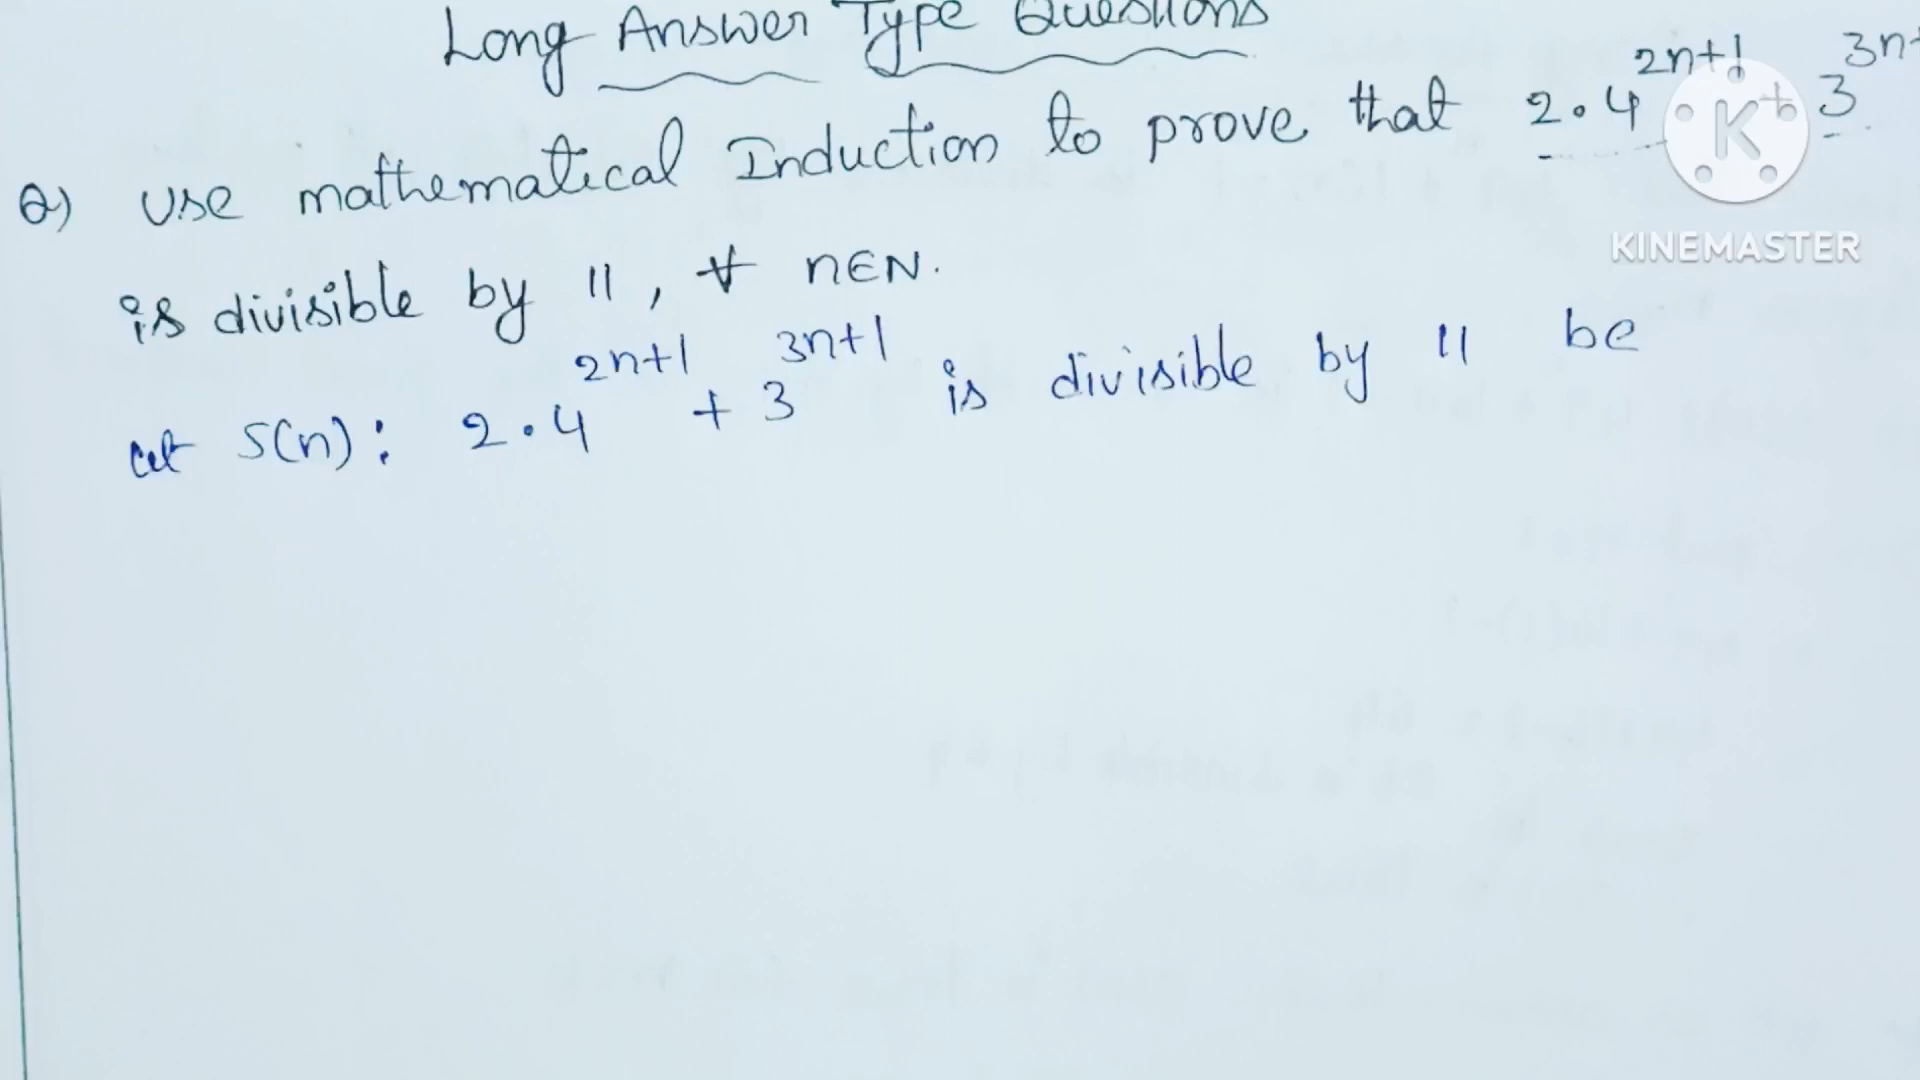 Long Answer Type Questions
Q) Use mathematical Induction to prove that 2.4^{2n+1} + 3^{3n+
is divisible by 11, ∀ n∈N.
Let S(n): 2.4^{2n+1} + 3^{3n+1} is divisible by 11 be
K
KINEMASTER